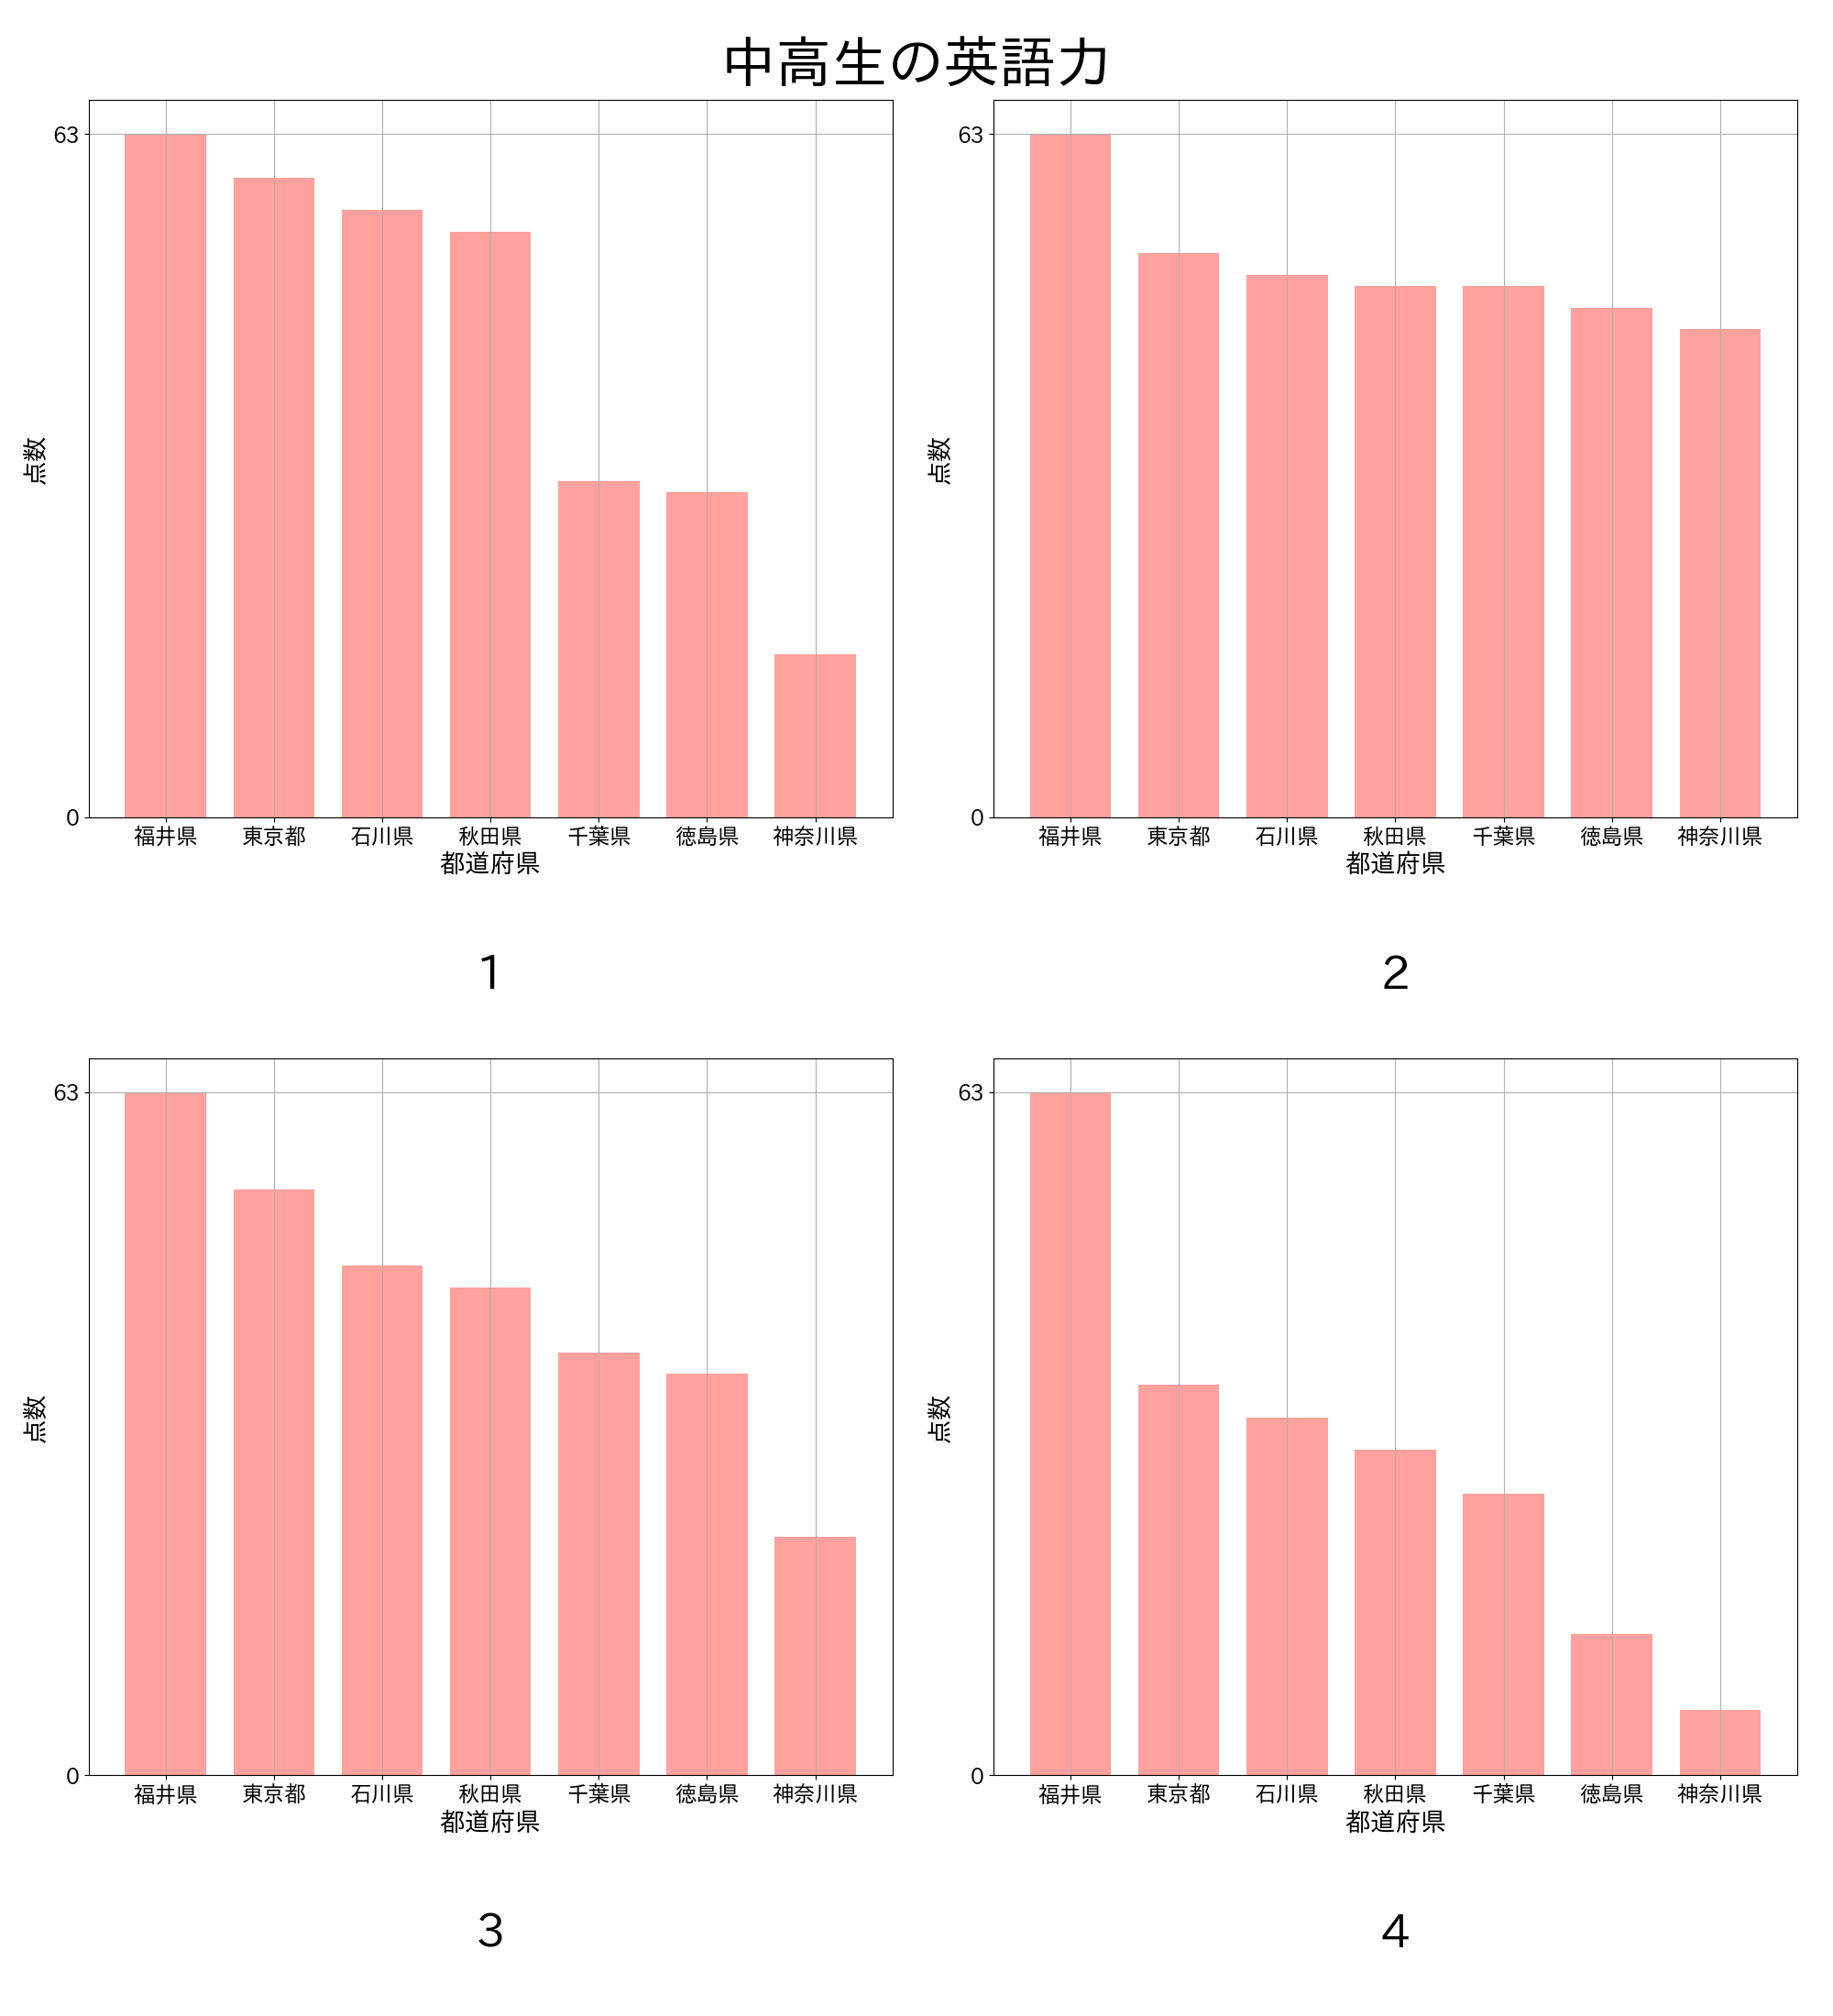 中高生の英語力
63
0
点数
福井県 東京都 石川県 秋田県 千葉県 徳島県 神奈川県
都道府県
1
63
0
点数
福井県 東京都 石川県 秋田県 千葉県 徳島県 神奈川県
都道府県
2
63
0
点数
福井県 東京都 石川県 秋田県 千葉県 徳島県 神奈川県
都道府県
3
63
0
点数
福井県 東京都 石川県 秋田県 千葉県 徳島県 神奈川県
都道府県
4